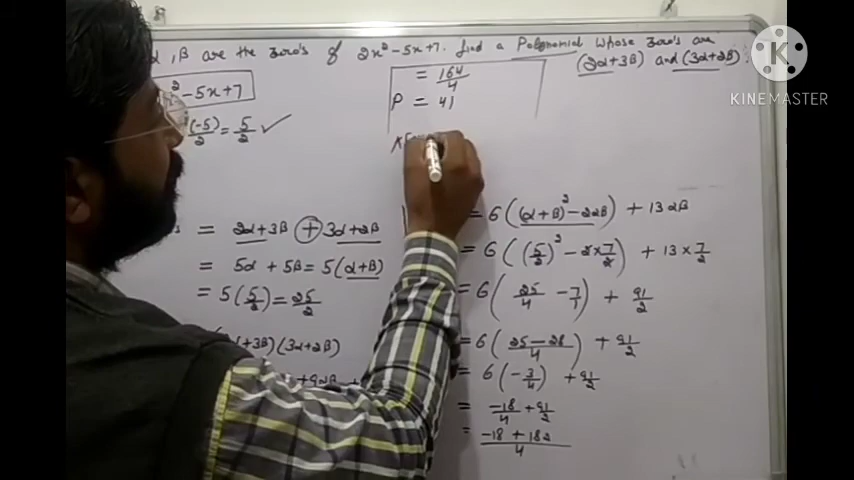 , β are the zero's of 2x² - 5x + 7. find a Polynomial whose zero's are
(2α+3β) and (3α+2β)
x² - 5x + 7
(-5)/2 = 5/2 ✓
= 164/4
P = 41
= 2α+3β + 3α+2β
= 5α + 5β = 5(α+β)
= 5(5/2) = 25/2
+3β)(3α+2β)
= 6((α+β)² - 2αβ) + 13αβ
= 6((5/2)² - 2×7/2) + 13×7/2
= 6(25/4 - 7/1) + 91/2
= 6((25-28)/4) + 91/2
= 6(-3/4) + 91/2
= -18/4 + 91/2
= (-18 + 182)/4
K
KINEMASTER